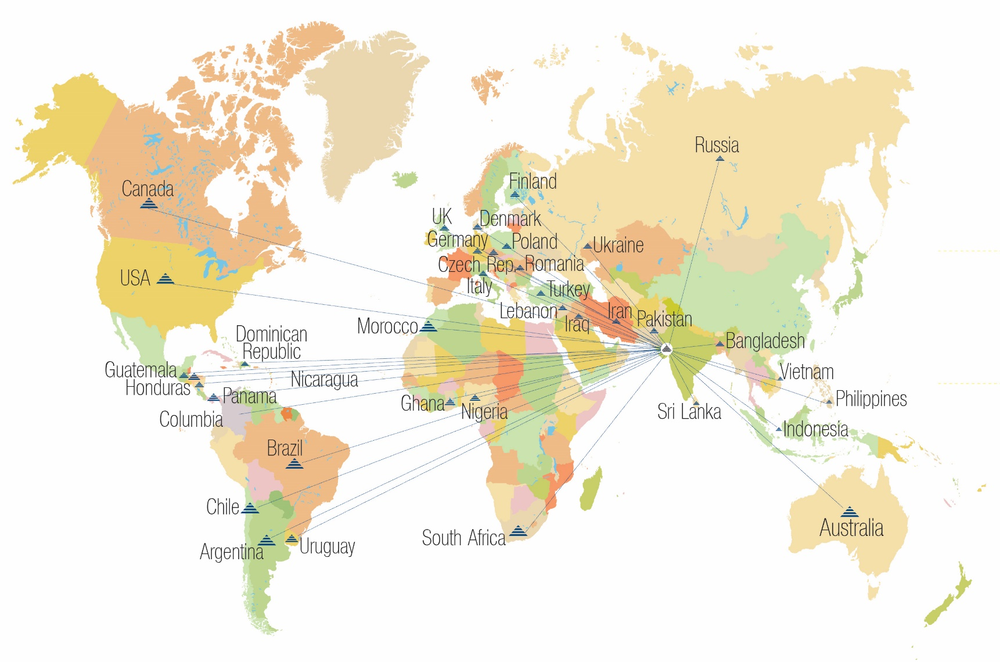 Russia
Finland
Canada
UK
Denmark
Germany
Poland
Ukraine
Czech Rep.
Romania
USA
Italy
Turkey
Lebanon
Iran
Iraq
Pakistan
Morocco
Dominican
Republic
Bangladesh
Guatemala
Honduras
Nicaragua
Vietnam
Panama
Ghana
Nigeria
Philippines
Columbia
Sri Lanka
Indonesia
Brazil
Chile
Australia
South Africa
Argentina
Uruguay